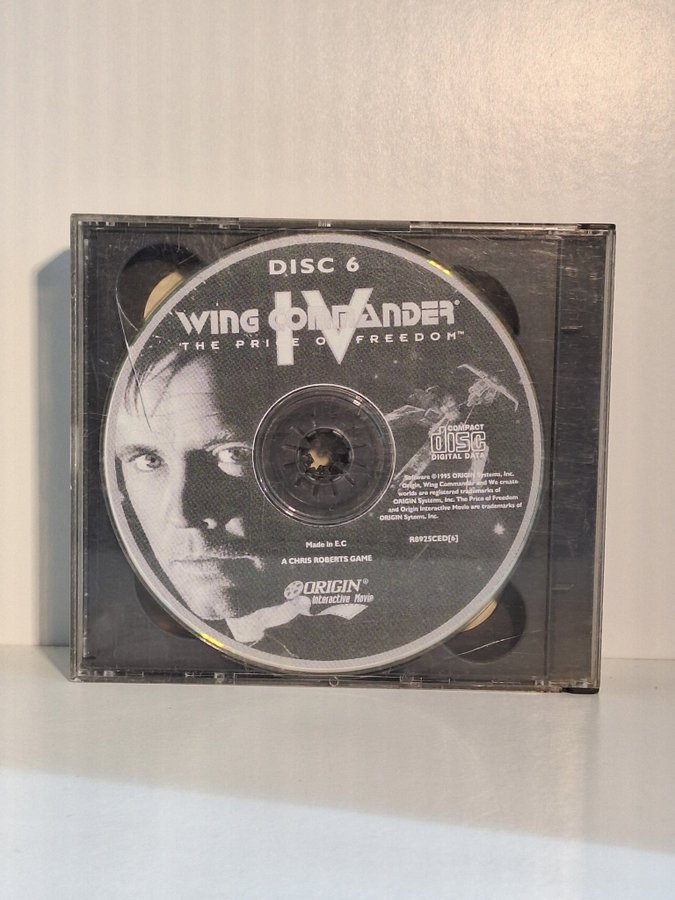 DISC 6
WING COMMANDER®
IV
THE PRICE OF FREEDOM™
COMPACT
disc
DIGITAL DATA
Software ©1995 ORIGIN Systems, Inc.
Origin, Wing Commander and We create
worlds are registered trademarks of
ORIGIN Systems, Inc. The Price of Freedom
and Origin Interactive Movie are trademarks of
ORIGIN Sytems, Inc.
Made in E.C
R8925CED[6]
A CHRIS ROBERTS GAME
ORIGIN®
Interactive Movie